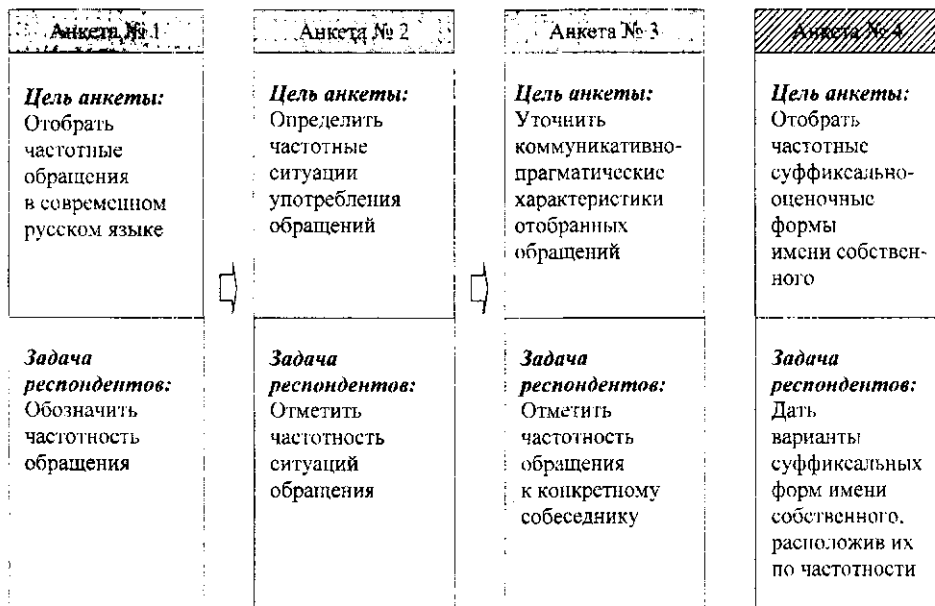 Анкета № 1
Цель анкеты:
Отобрать
частотные
обращения
в современном
русском языке
Задача
респондентов:
Обозначить
частотность
обращения
Анкета № 2
Цель анкеты:
Определить
частотные
ситуации
употребления
обращений
Задача
респондентов:
Отметить
частотность
ситуаций
обращения
Анкета № 3
Цель анкеты:
Уточнить
коммуникативно-
прагматические
характеристики
отобранных
обращений
Задача
респондентов:
Отметить
частотность
обращения
к конкретному
собеседнику
Анкета № 4
Цель анкеты:
Отобрать
частотные
суффиксально-
оценочные
формы
имени собствен-
ного
Задача
респондентов:
Дать
варианты
суффиксальных
форм имени
собственного,
расположив их
по частотности